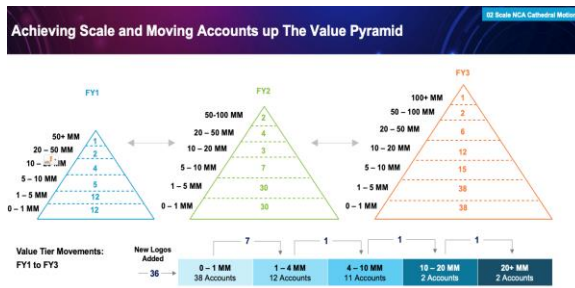 02 Scale NCA Cathedral Motion
Achieving Scale and Moving Accounts up The Value Pyramid
FY1
50+ MM
1
20 – 50 MM
2
10 – MM
4
5 – 10 MM
5
1 – 5 MM
12
0 – 1 MM
12
FY2
50-100 MM
2
20 – 50 MM
4
10 – 20 MM
3
5 – 10 MM
7
1 – 5 MM
30
0 – 1 MM
30
FY3
100+ MM
1
50 – 100 MM
2
20 – 50 MM
6
10 – 20 MM
12
5 – 10 MM
15
1 – 5 MM
38
0 – 1 MM
38
Value Tier Movements:
FY1 to FY3
New Logos
Added
36
7
1
1
1
0 – 1 MM
38 Accounts
1 – 4 MM
12 Accounts
4 – 10 MM
11 Accounts
10 – 20 MM
2 Accounts
20+ MM
2 Accounts